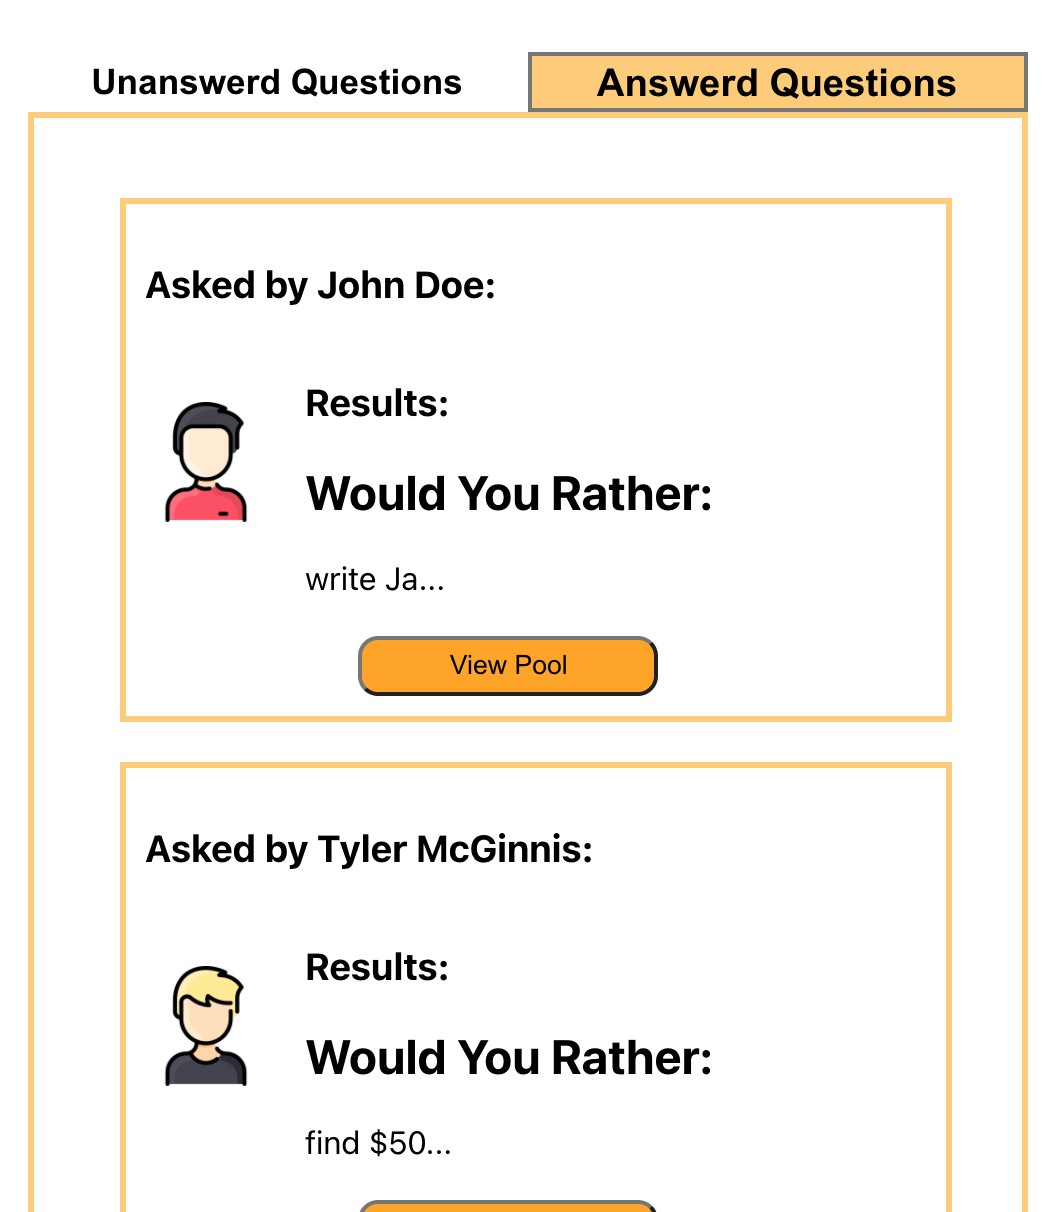 Unanswerd Questions
Answerd Questions
Asked by John Doe:
Results:
Would You Rather:
write Ja...
View Pool
Asked by Tyler McGinnis:
Results:
Would You Rather:
find $50...